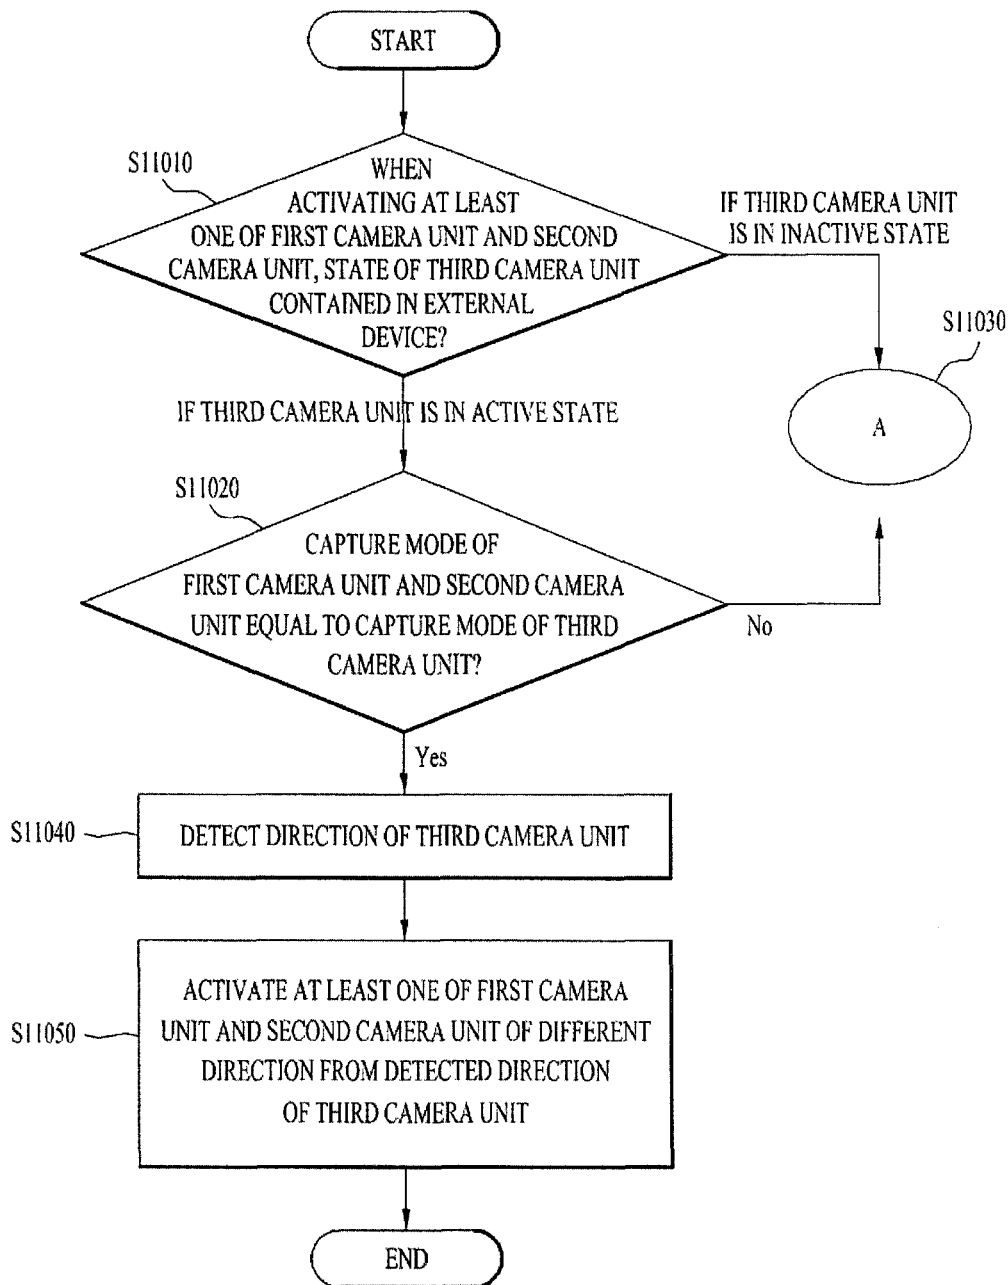 START
S11010
WHEN
ACTIVATING AT LEAST
ONE OF FIRST CAMERA UNIT AND SECOND
CAMERA UNIT, STATE OF THIRD CAMERA UNIT
CONTAINED IN EXTERNAL
DEVICE?
IF THIRD CAMERA UNIT
IS IN INACTIVE STATE
S11030
A
IF THIRD CAMERA UNIT IS IN ACTIVE STATE
S11020
CAPTURE MODE OF
FIRST CAMERA UNIT AND SECOND CAMERA
UNIT EQUAL TO CAPTURE MODE OF THIRD
CAMERA UNIT?
No
Yes
S11040
DETECT DIRECTION OF THIRD CAMERA UNIT
S11050
ACTIVATE AT LEAST ONE OF FIRST CAMERA
UNIT AND SECOND CAMERA UNIT OF DIFFERENT
DIRECTION FROM DETECTED DIRECTION
OF THIRD CAMERA UNIT
END